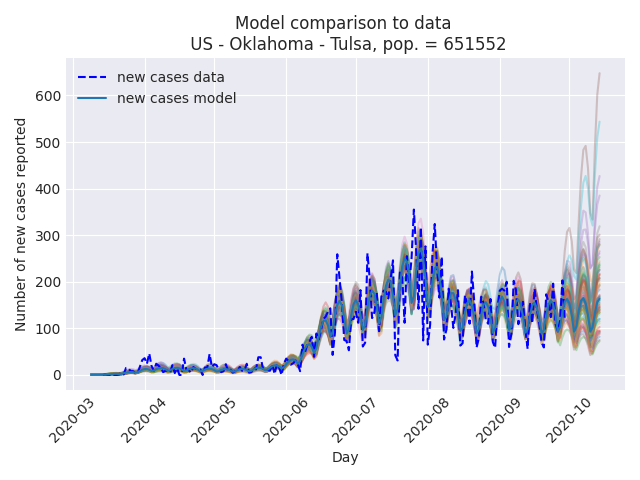 Model comparison to data
US - Oklahoma - Tulsa, pop. = 651552
new cases data
new cases model
Number of new cases reported
600
500
400
300
200
100
0
2020-03
2020-04
2020-05
2020-06
2020-07
2020-08
2020-09
2020-10
Day